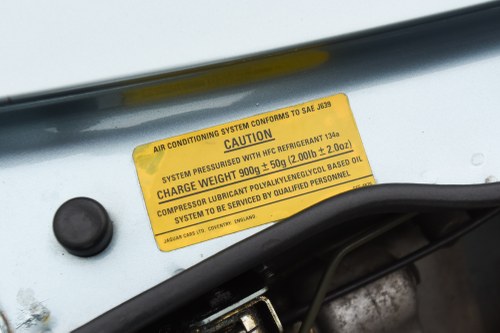 AIR CONDITIONING SYSTEM CONFORMS TO SAE J639
CAUTION
SYSTEM PRESSURISED WITH HFC REFRIGERANT 134a
CHARGE WEIGHT 900g ± 50g (2.00lb ± 2.0oz)
COMPRESSOR LUBRICANT POLYALKYLENEGLYCOL BASED OIL
SYSTEM TO BE SERVICED BY QUALIFIED PERSONNEL
JAGUAR CARS LTD. COVENTRY. ENGLAND.